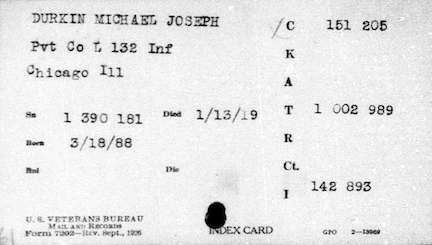 DURKIN MICHAEL JOSEPH
Pvt Co L 132 Inf
Chicago Ill
Sn 1 390 181 Died 1/13/19
Born 3/18/88
Enl Dis
C 151 205
K
A
T 1 002 989
R
Ct.
I 142 893
U. S. VETERANS BUREAU
MAIL AND RECORDS
Form 7202—Rev. Sept., 1926
INDEX CARD
GPO 2—13069